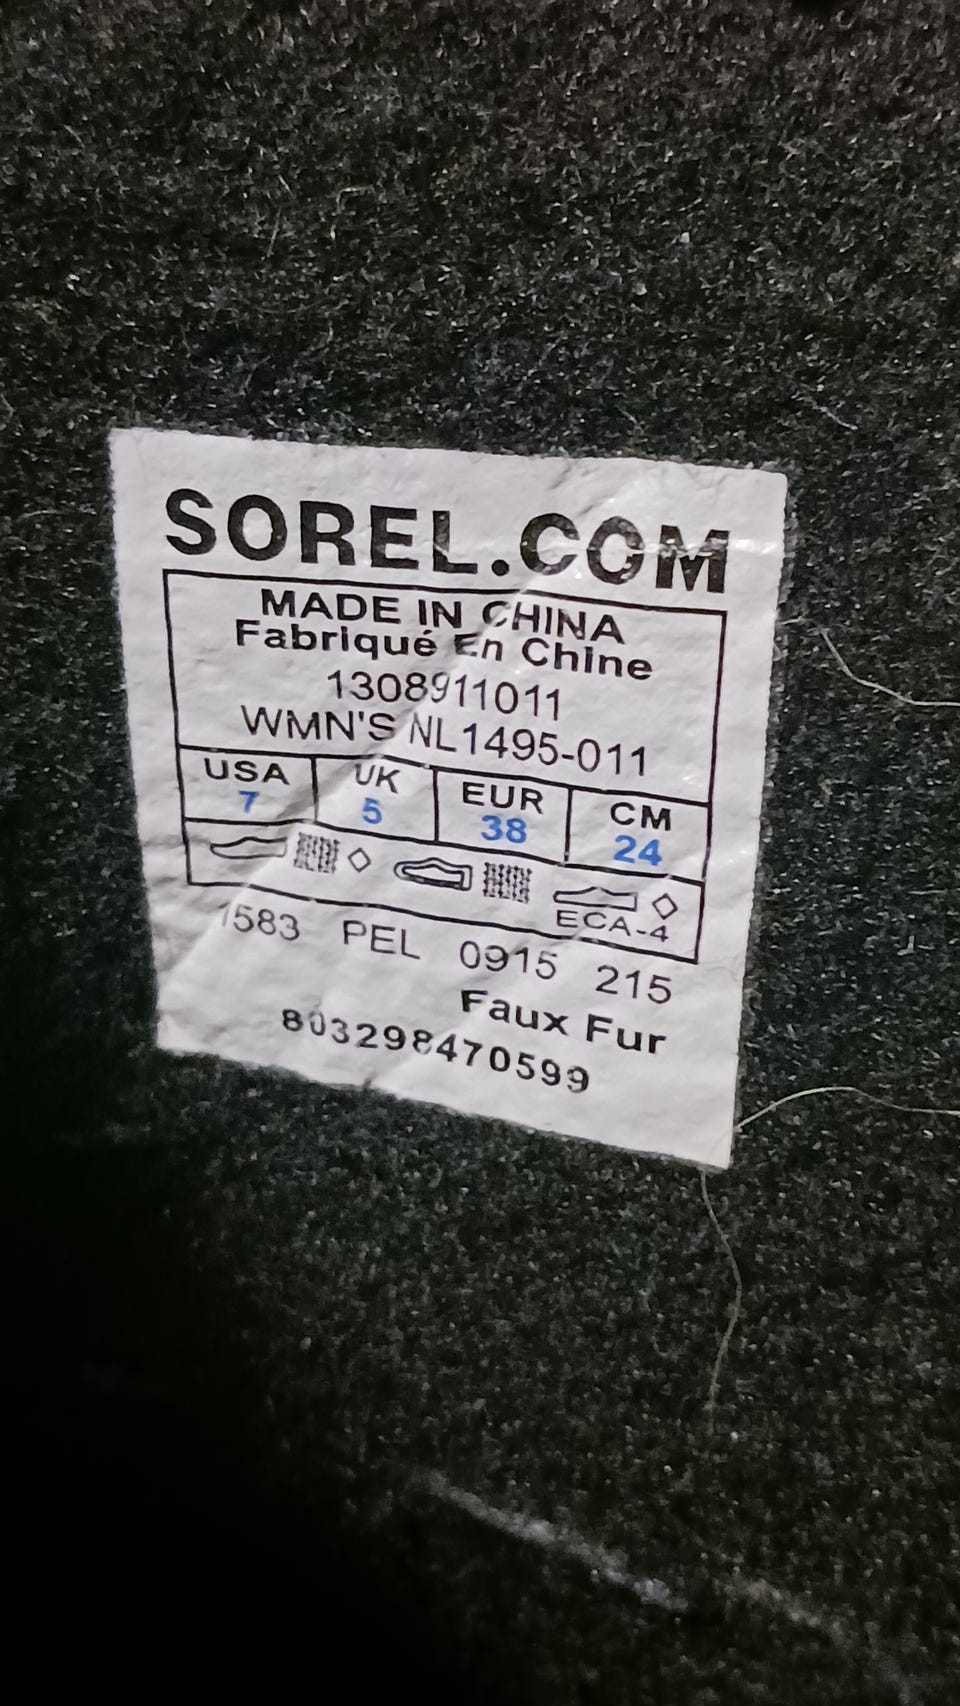 SOREL.COM
MADE IN CHINA
Fabriqué En Chine
1308911011
WMN'S NL1495-011
USA UK EUR CM
7 5 38 24
ECA-4
1583 PEL 0915 215
Faux Fur
803298470599